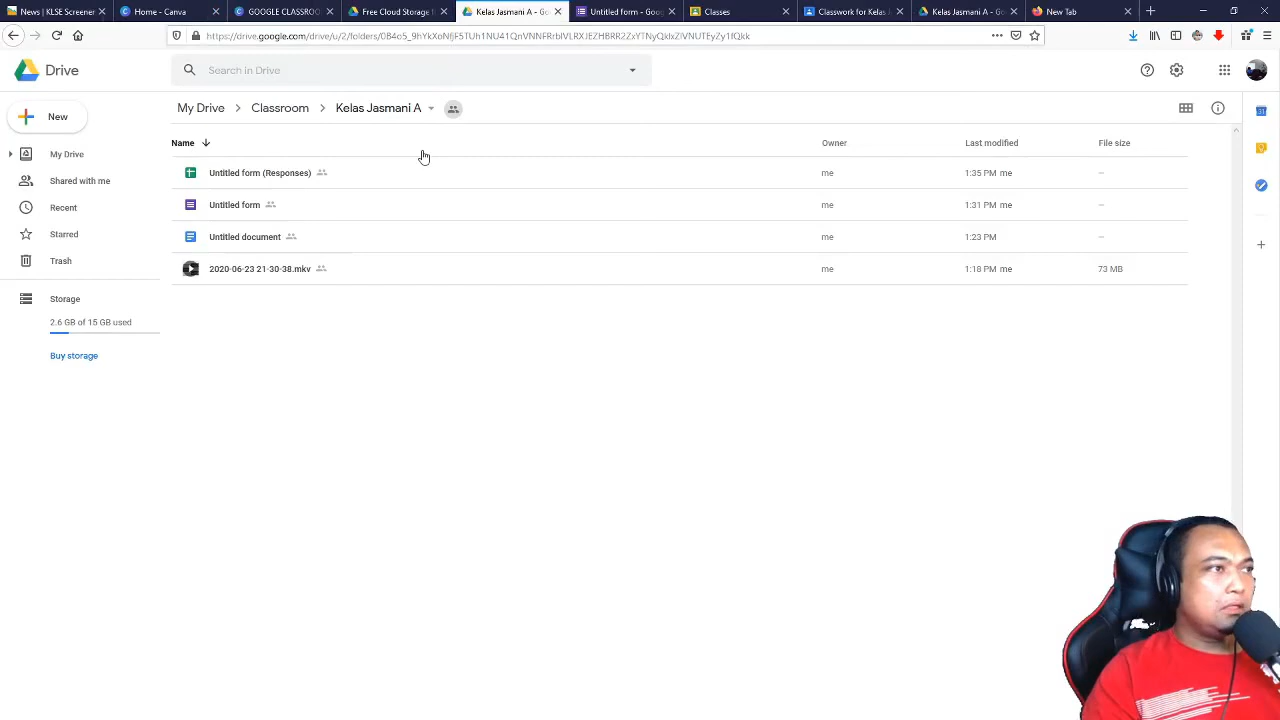 News | KLSE Screener
Home - Canva
GOOGLE CLASSRO
Free Cloud Storage f
Kelas Jasmani A - Go
Untitled form - Goog
Classes
Classwork for Kelas
Kelas Jasmani A - Go
New Tab
Drive
Search in Drive
My Drive > Classroom > Kelas Jasmani A
New
My Drive
Shared with me
Recent
Starred
Trash
Storage
2.6 GB of 15 GB used
Buy storage
Name Owner Last modified File size
Untitled form (Responses) me 1:35 PM me –
Untitled form me 1:31 PM me –
Untitled document me 1:23 PM –
2020-06-23 21-30-38.mkv me 1:18 PM me 73 MB